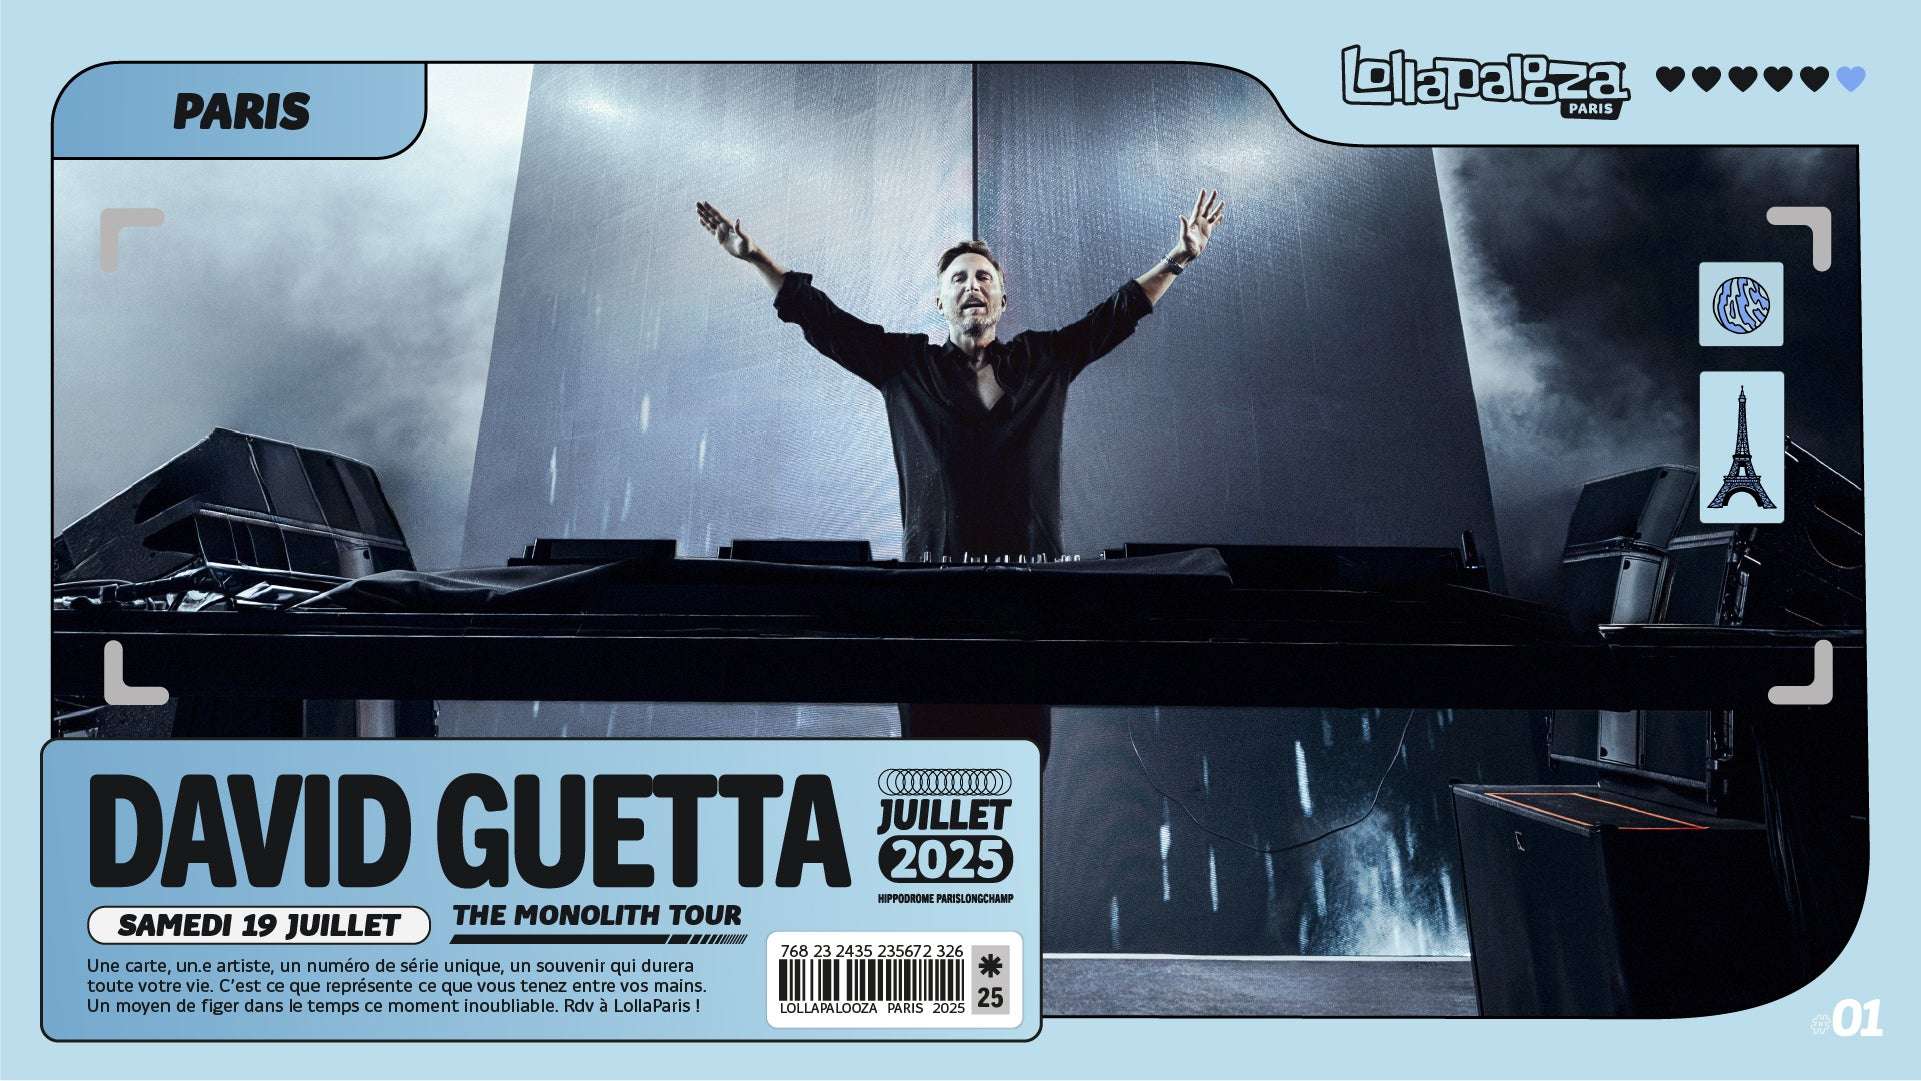 PARIS
Lollapalooza
PARIS
DAVID GUETTA
JUILLET
2025
HIPPODROME PARISLONGCHAMP
SAMEDI 19 JUILLET
THE MONOLITH TOUR
Une carte, un.e artiste, un numéro de série unique, un souvenir qui durera
toute votre vie. C'est ce que représente ce que vous tenez entre vos mains.
Un moyen de figer dans le temps ce moment inoubliable. Rdv à LollaParis !
768 23 2435 235672 326
LOLLAPALOOZA PARIS 2025
25
#01